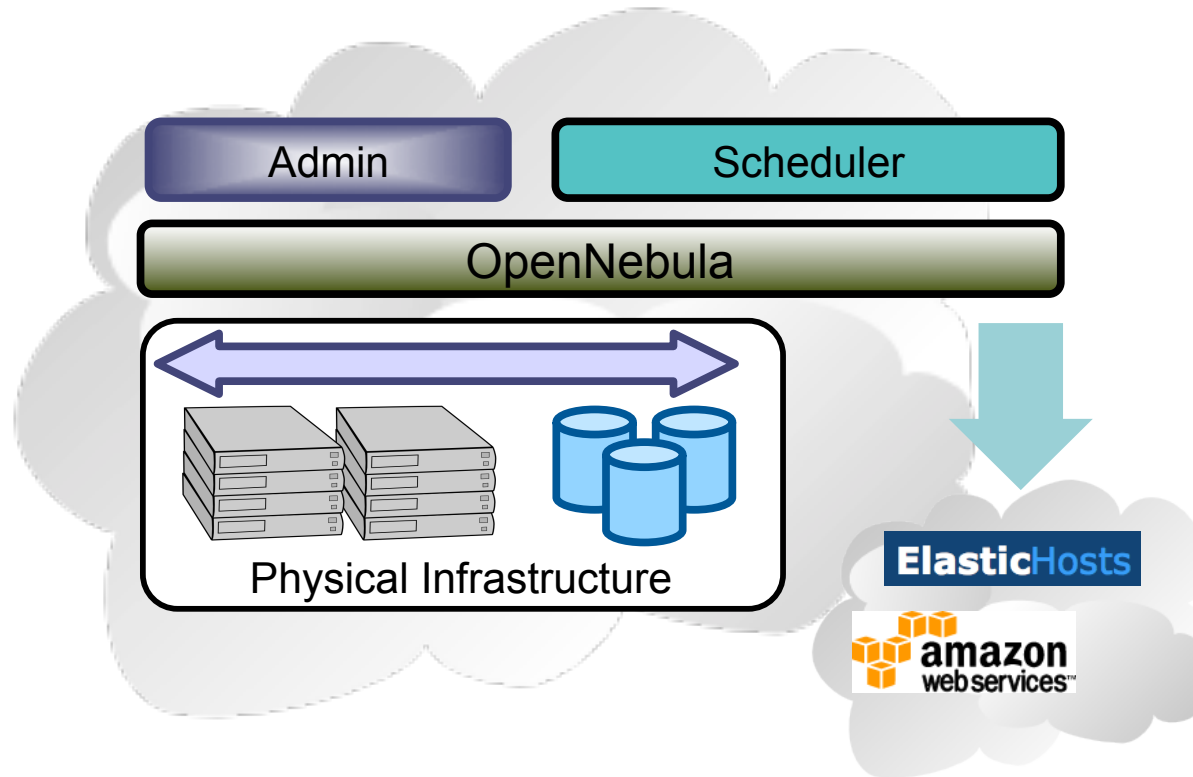 Admin
Scheduler
OpenNebula
Physical Infrastructure
ElasticHosts
amazon
webservices™